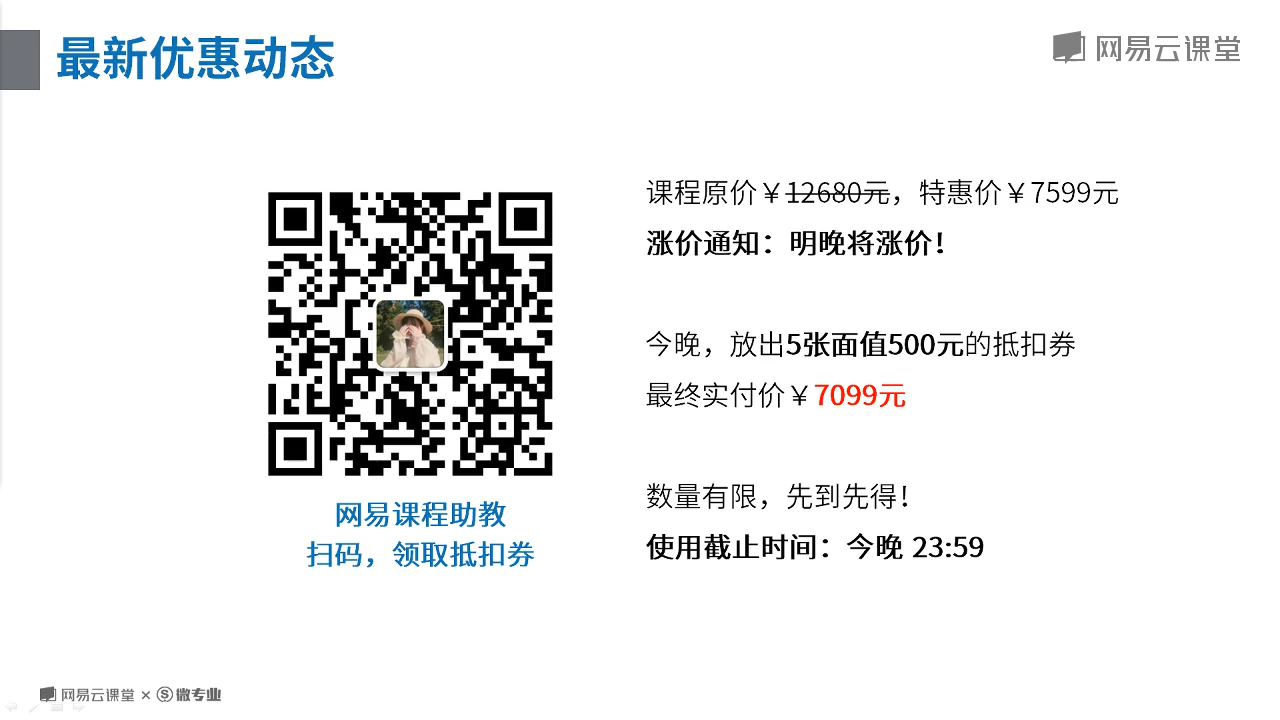 最新优惠动态
网易云课堂
课程原价￥12680元，特惠价￥7599元
涨价通知：明晚将涨价！
今晚，放出5张面值500元的抵扣券
最终实付价￥7099元
数量有限，先到先得！
使用截止时间：今晚 23:59
网易课程助教
扫码，领取抵扣券
网易云课堂 × Ⓢ微专业